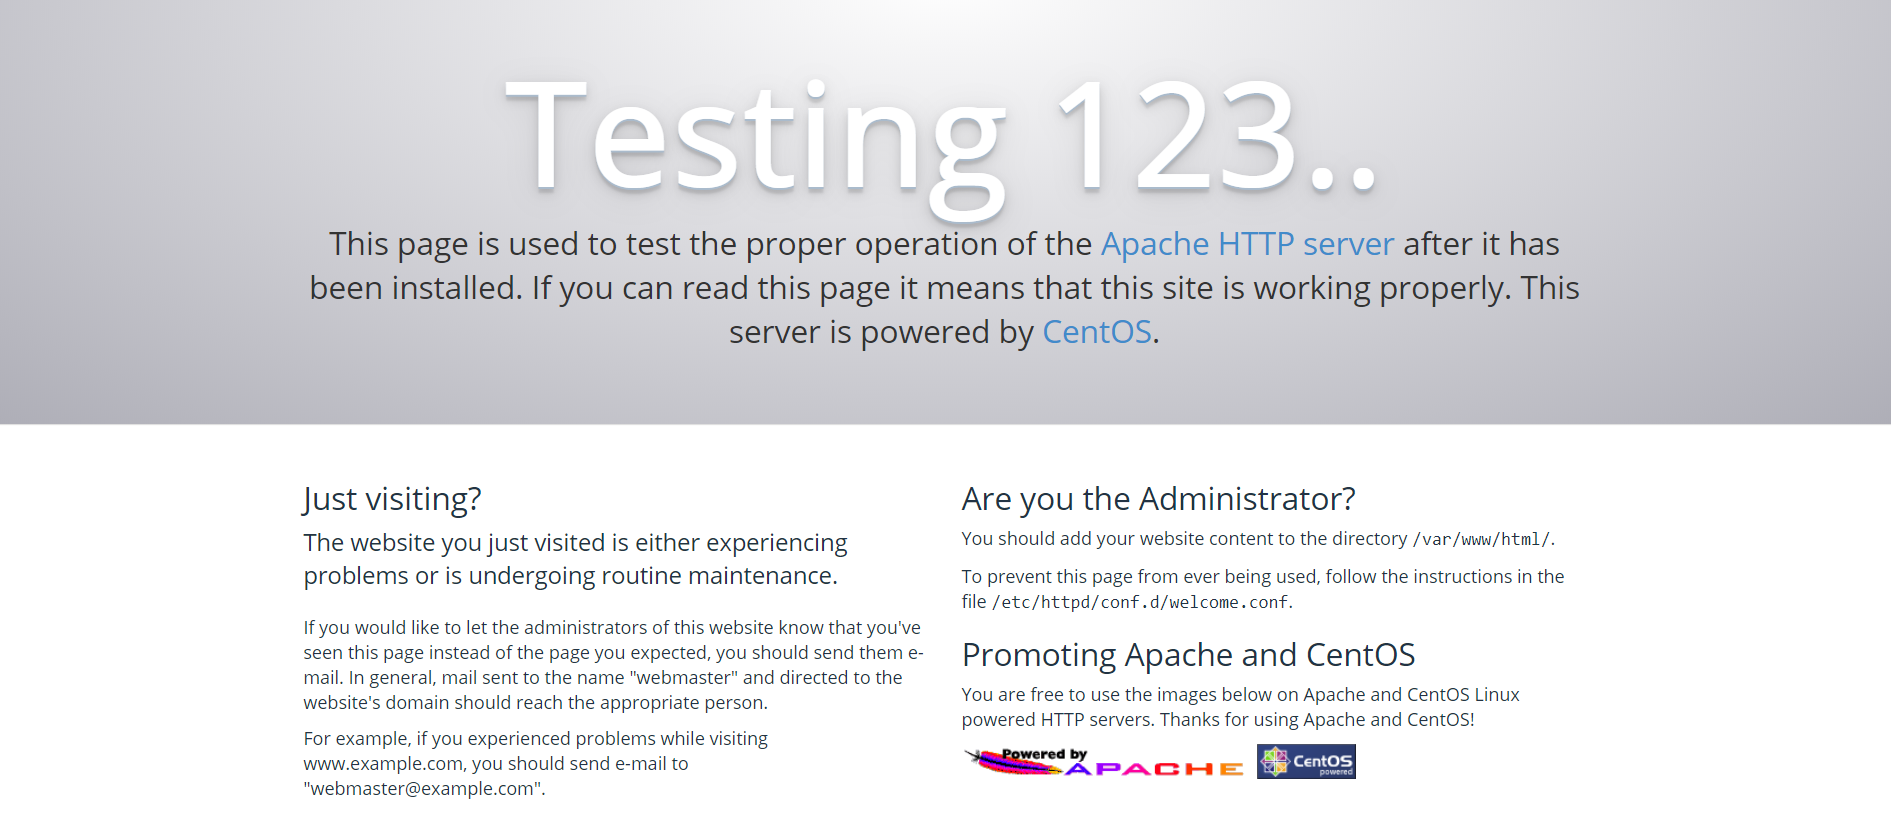 Testing 123..
This page is used to test the proper operation of the Apache HTTP server after it has
been installed. If you can read this page it means that this site is working properly. This
server is powered by CentOS.
Just visiting?
The website you just visited is either experiencing
problems or is undergoing routine maintenance.
If you would like to let the administrators of this website know that you've
seen this page instead of the page you expected, you should send them e-
mail. In general, mail sent to the name "webmaster" and directed to the
website's domain should reach the appropriate person.
For example, if you experienced problems while visiting
www.example.com, you should send e-mail to
"webmaster@example.com".
Are you the Administrator?
You should add your website content to the directory /var/www/html/.
To prevent this page from ever being used, follow the instructions in the
file /etc/httpd/conf.d/welcome.conf.
Promoting Apache and CentOS
You are free to use the images below on Apache and CentOS Linux
powered HTTP servers. Thanks for using Apache and CentOS!
Powered by
APACHE
CentOS
powered